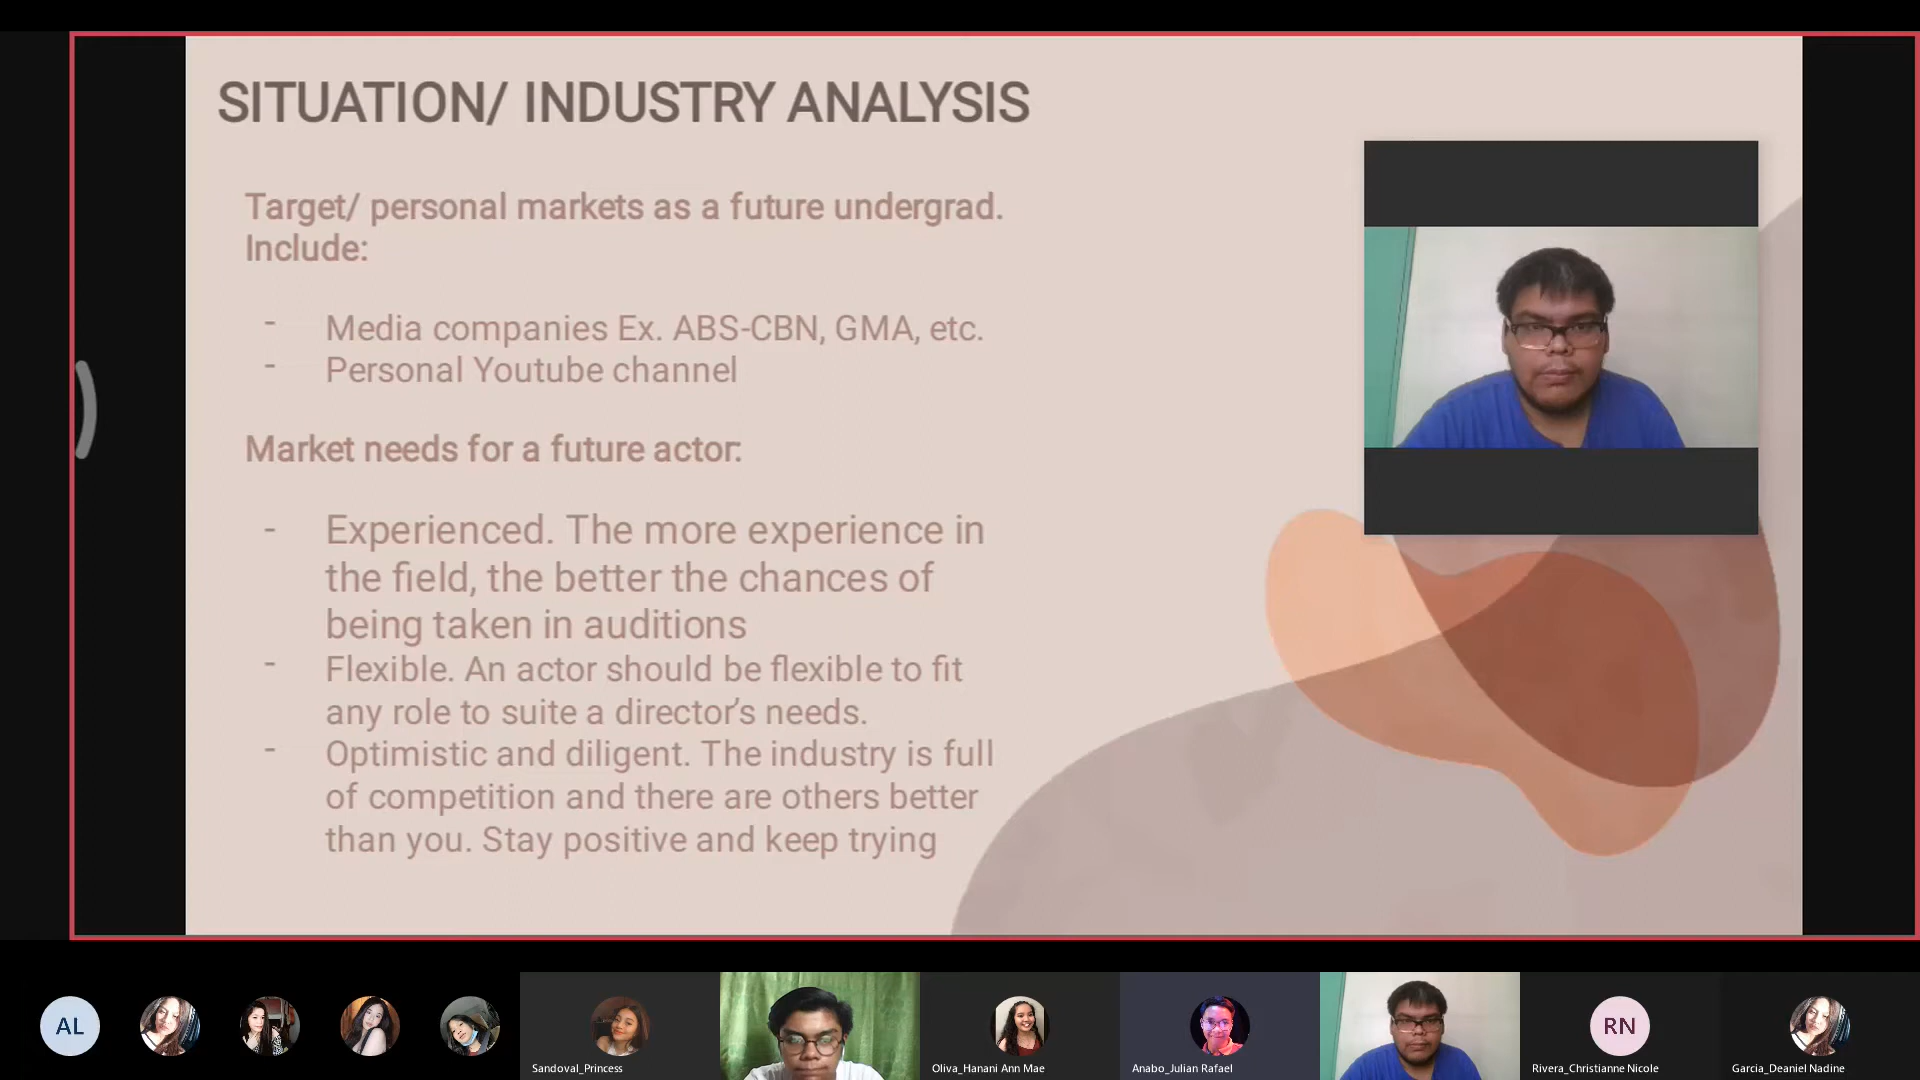 SITUATION/ INDUSTRY ANALYSIS
Target/ personal markets as a future undergrad.
Include:
- Media companies Ex. ABS-CBN, GMA, etc.
- Personal Youtube channel
Market needs for a future actor:
- Experienced. The more experience in
the field, the better the chances of
being taken in auditions
- Flexible. An actor should be flexible to fit
any role to suite a director's needs.
- Optimistic and diligent. The industry is full
of competition and there are others better
than you. Stay positive and keep trying
AL
Sandoval_Princess
Oliva_Hanani Ann Mae
Anabo_Julian Rafael
RN
Rivera_Christianne Nicole
Garcia_Deaniel Nadine